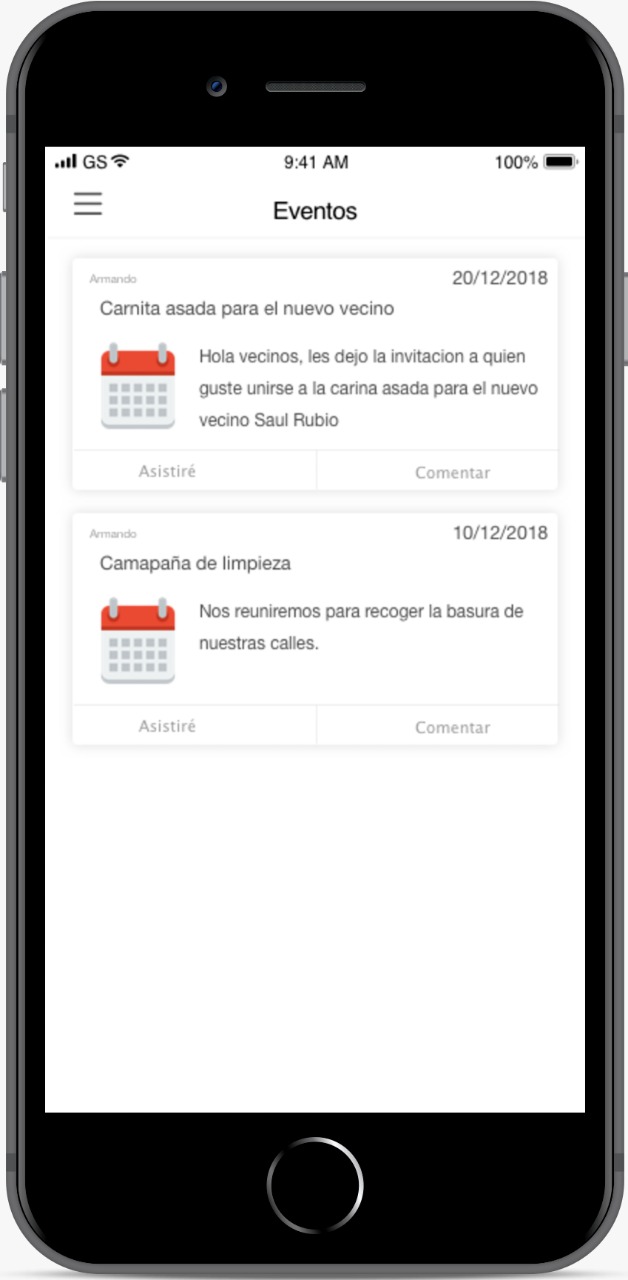 GS 9:41 AM 100%
Eventos
Armando 20/12/2018
Carnita asada para el nuevo vecino
Hola vecinos, les dejo la invitacion a quien
guste unirse a la carina asada para el nuevo
vecino Saul Rubio
Asistiré Comentar
Armando 10/12/2018
Camapaña de limpieza
Nos reuniremos para recoger la basura de
nuestras calles.
Asistiré Comentar